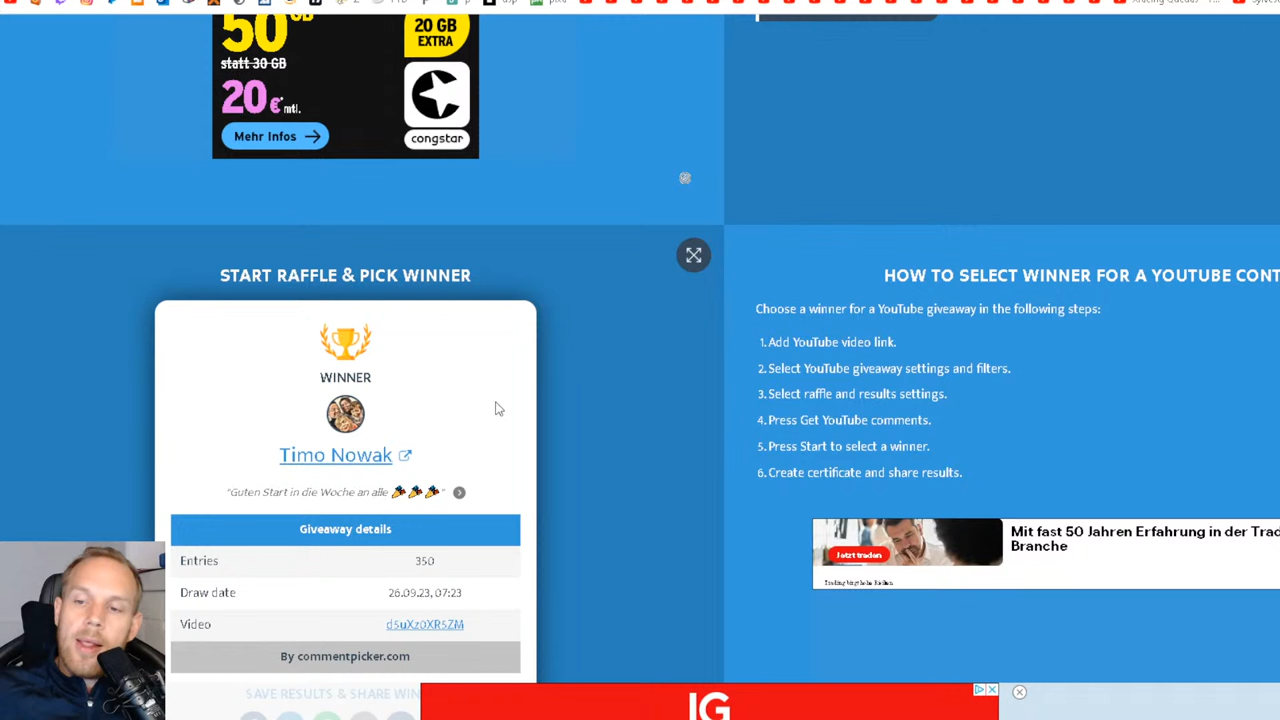 50 GB
20 GB
EXTRA
statt 30 GB
20 €* mtl.
Mehr Infos
congstar
START RAFFLE & PICK WINNER
WINNER
Timo Nowak
"Guten Start in die Woche an alle 🎉🎉🎉"
Giveaway details
Entries 350
Draw date 26.09.23, 07:23
Video d5uXz0XR5ZM
By commentpicker.com
SAVE RESULTS & SHARE WIN
HOW TO SELECT WINNER FOR A YOUTUBE CONT
Choose a winner for a YouTube giveaway in the following steps:
1. Add YouTube video link.
2. Select YouTube giveaway settings and filters.
3. Select raffle and results settings.
4. Press Get YouTube comments.
5. Press Start to select a winner.
6. Create certificate and share results.
Jetzt traden
Mit fast 50 Jahren Erfahrung in der Trad
Branche
IG